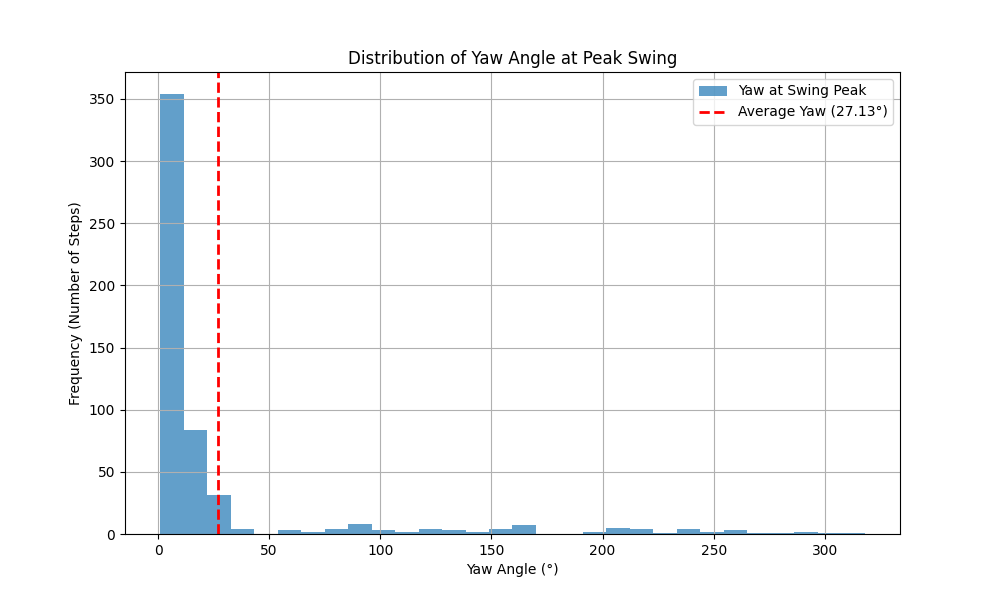 Distribution of Yaw Angle at Peak Swing
Yaw at Swing Peak
Average Yaw (27.13°)
Frequency (Number of Steps)
350
300
250
200
150
100
50
0
0 50 100 150 200 250 300
Yaw Angle (°)